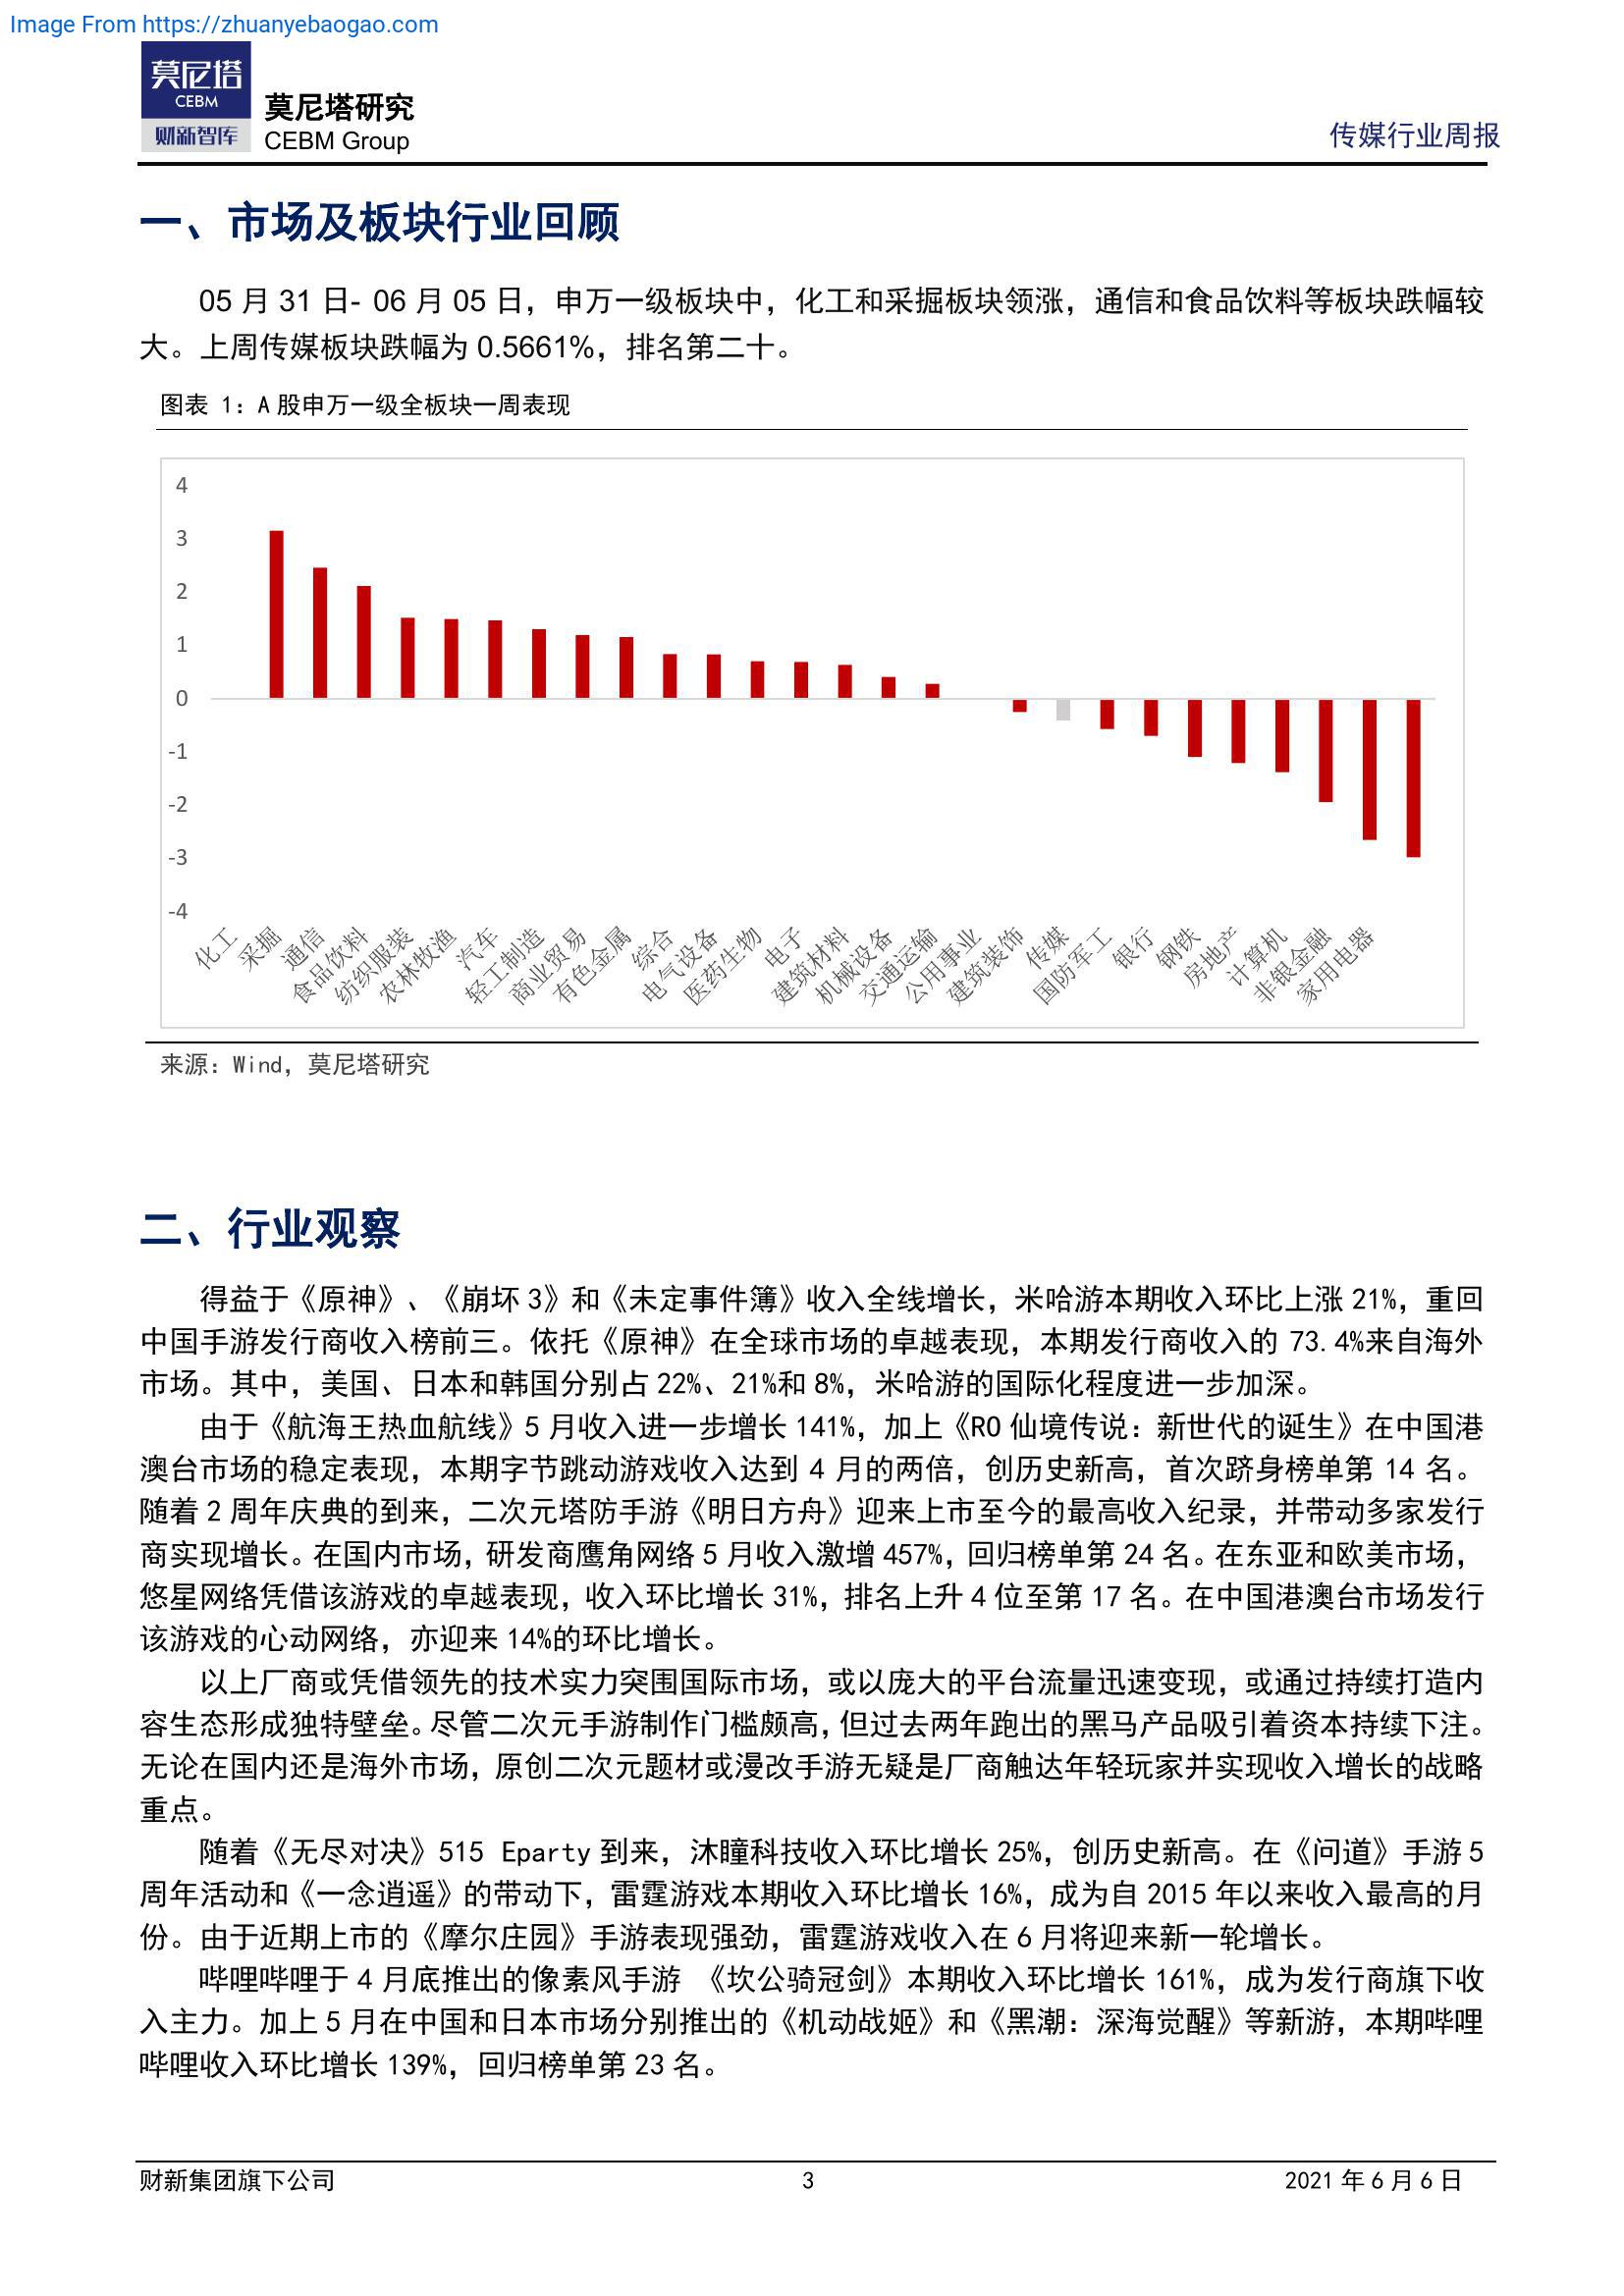 Image From https://zhuanyebaogao.com
莫尼塔
CEBM
财新智库
莫尼塔研究
CEBM Group
传媒行业周报
一、市场及板块行业回顾
05 月 31 日- 06 月 05 日，申万一级板块中，化工和采掘板块领涨，通信和食品饮料等板块跌幅较
大。上周传媒板块跌幅为 0.5661%，排名第二十。
图表 1：A 股申万一级全板块一周表现
4
3
2
1
0
-1
-2
-3
-4
化工
采掘
通信
食品饮料
纺织服装
农林牧渔
汽车
轻工制造
商业贸易
有色金属
综合
电气设备
医药生物
电子
建筑材料
机械设备
交通运输
公用事业
建筑装饰
传媒
国防军工
银行
钢铁
房地产
计算机
非银金融
家用电器
来源：Wind，莫尼塔研究
二、行业观察
得益于《原神》、《崩坏 3》和《未定事件簿》收入全线增长，米哈游本期收入环比上涨 21%，重回
中国手游发行商收入榜前三。依托《原神》在全球市场的卓越表现，本期发行商收入的 73.4%来自海外
市场。其中，美国、日本和韩国分别占 22%、21%和 8%，米哈游的国际化程度进一步加深。
由于《航海王热血航线》5 月收入进一步增长 141%，加上《RO 仙境传说：新世代的诞生》在中国港
澳台市场的稳定表现，本期字节跳动游戏收入达到 4 月的两倍，创历史新高，首次跻身榜单第 14 名。
随着 2 周年庆典的到来，二次元塔防手游《明日方舟》迎来上市至今的最高收入纪录，并带动多家发行
商实现增长。在国内市场，研发商鹰角网络 5 月收入激增 457%，回归榜单第 24 名。在东亚和欧美市场，
悠星网络凭借该游戏的卓越表现，收入环比增长 31%，排名上升 4 位至第 17 名。在中国港澳台市场发行
该游戏的心动网络，亦迎来 14%的环比增长。
以上厂商或凭借领先的技术实力突围国际市场，或以庞大的平台流量迅速变现，或通过持续打造内
容生态形成独特壁垒。尽管二次元手游制作门槛颇高，但过去两年跑出的黑马产品吸引着资本持续下注。
无论在国内还是海外市场，原创二次元题材或漫改手游无疑是厂商触达年轻玩家并实现收入增长的战略
重点。
随着《无尽对决》515 Eparty 到来，沐瞳科技收入环比增长 25%，创历史新高。在《问道》手游 5
周年活动和《一念逍遥》的带动下，雷霆游戏本期收入环比增长 16%，成为自 2015 年以来收入最高的月
份。由于近期上市的《摩尔庄园》手游表现强劲，雷霆游戏收入在 6 月将迎来新一轮增长。
哔哩哔哩于 4 月底推出的像素风手游 《坎公骑冠剑》本期收入环比增长 161%，成为发行商旗下收
入主力。加上 5 月在中国和日本市场分别推出的《机动战姬》和《黑潮：深海觉醒》等新游，本期哔哩
哔哩收入环比增长 139%，回归榜单第 23 名。
财新集团旗下公司
3
2021 年 6 月 6 日